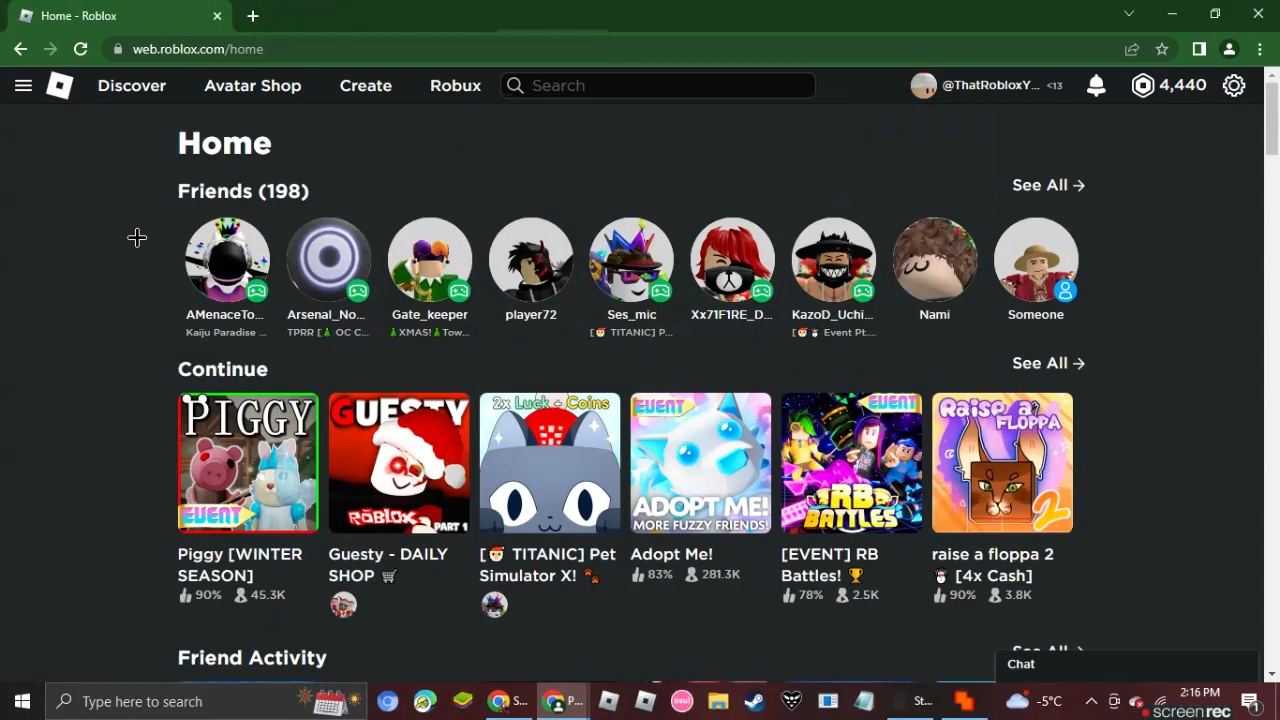 Home - Roblox
web.roblox.com/home
Discover Avatar Shop Create Robux Search @ThatRobloxY... <13 4,440
Home
Friends (198) See All →
AMenaceTo... Arsenal_No... Gate_keeper player72 Ses_mic Xx71F1RE_D... KazoD_Uchi... Nami Someone
Kaiju Paradise ... TPRR [🎄 OC C... 🎄XMAS!🎄Tow... [🎅 TITANIC] P... [🎅⛄ Event Pt....
Continue See All →
PIGGY
EVENT
GUESTY
ROBLOX PART 1
2x Luck + Coins
EVENT
ADOPT ME!
MORE FUZZY FRIENDS!
EVENT
RB
BATTLES
Raise a
FLOPPA
2
Piggy [WINTER
SEASON]
90% 45.3K
Guesty - DAILY
SHOP 🛒
[🎅 TITANIC] Pet
Simulator X! 🐾
Adopt Me!
83% 281.3K
[EVENT] RB
Battles! 🏆
78% 2.5K
raise a floppa 2
⛄ [4x Cash]
90% 3.8K
Friend Activity See All →
Chat
Type here to search S... P... osu! St... -5°C 2:16 PM
screenrec
1